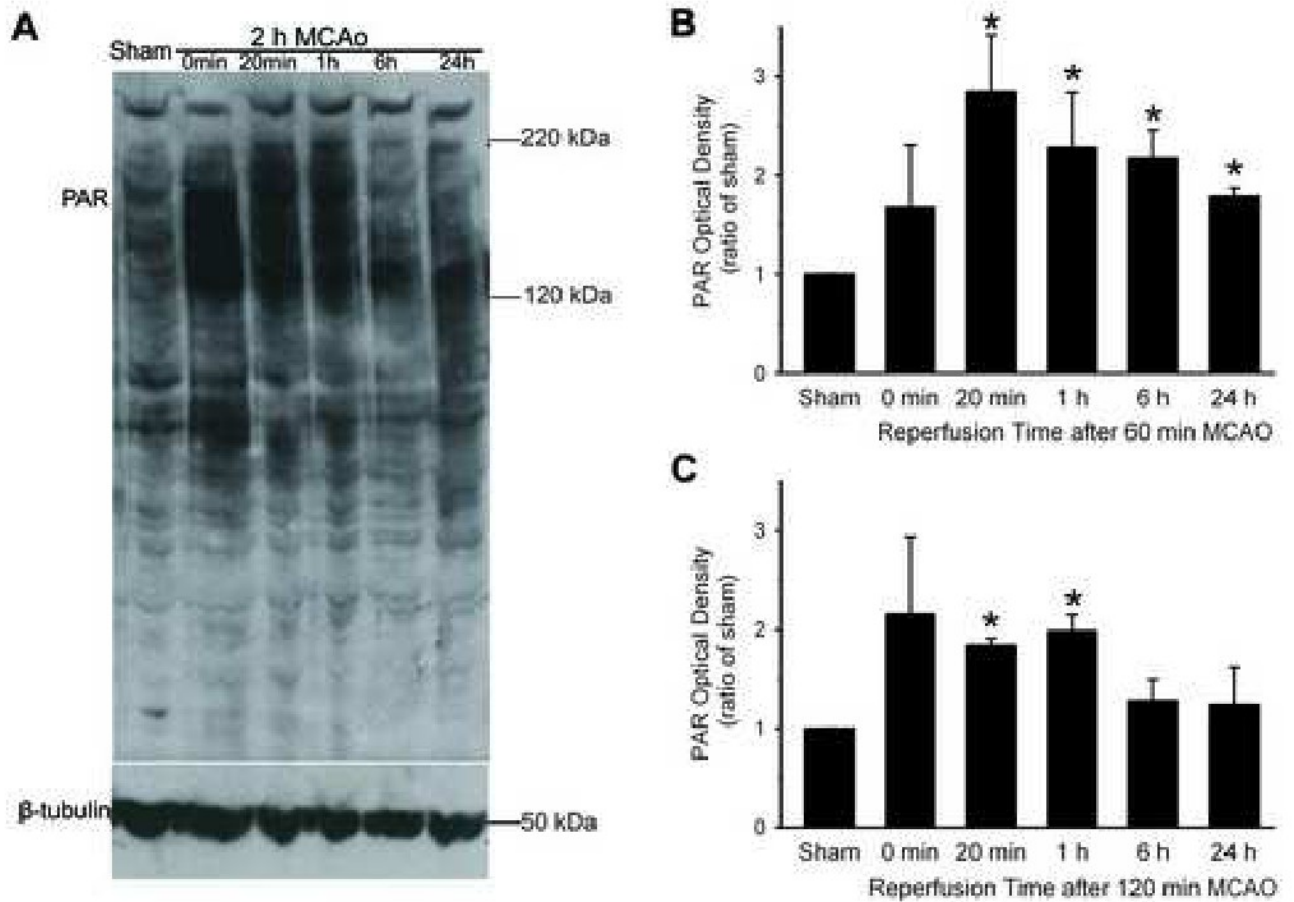 A
Sham
2 h MCAo
0min 20min 1h 6h 24h
220 kDa
PAR
120 kDa
β-tubulin
50 kDa
B
PAR Optical Density
(ratio of sham)
3
2
1
0
*
*
*
*
Sham 0 min 20 min 1 h 6 h 24 h
Reperfusion Time after 60 min MCAO
C
PAR Optical Density
(ratio of sham)
3
2
1
0
*
*
Sham 0 min 20 min 1 h 6 h 24 h
Reperfusion Time after 120 min MCAO